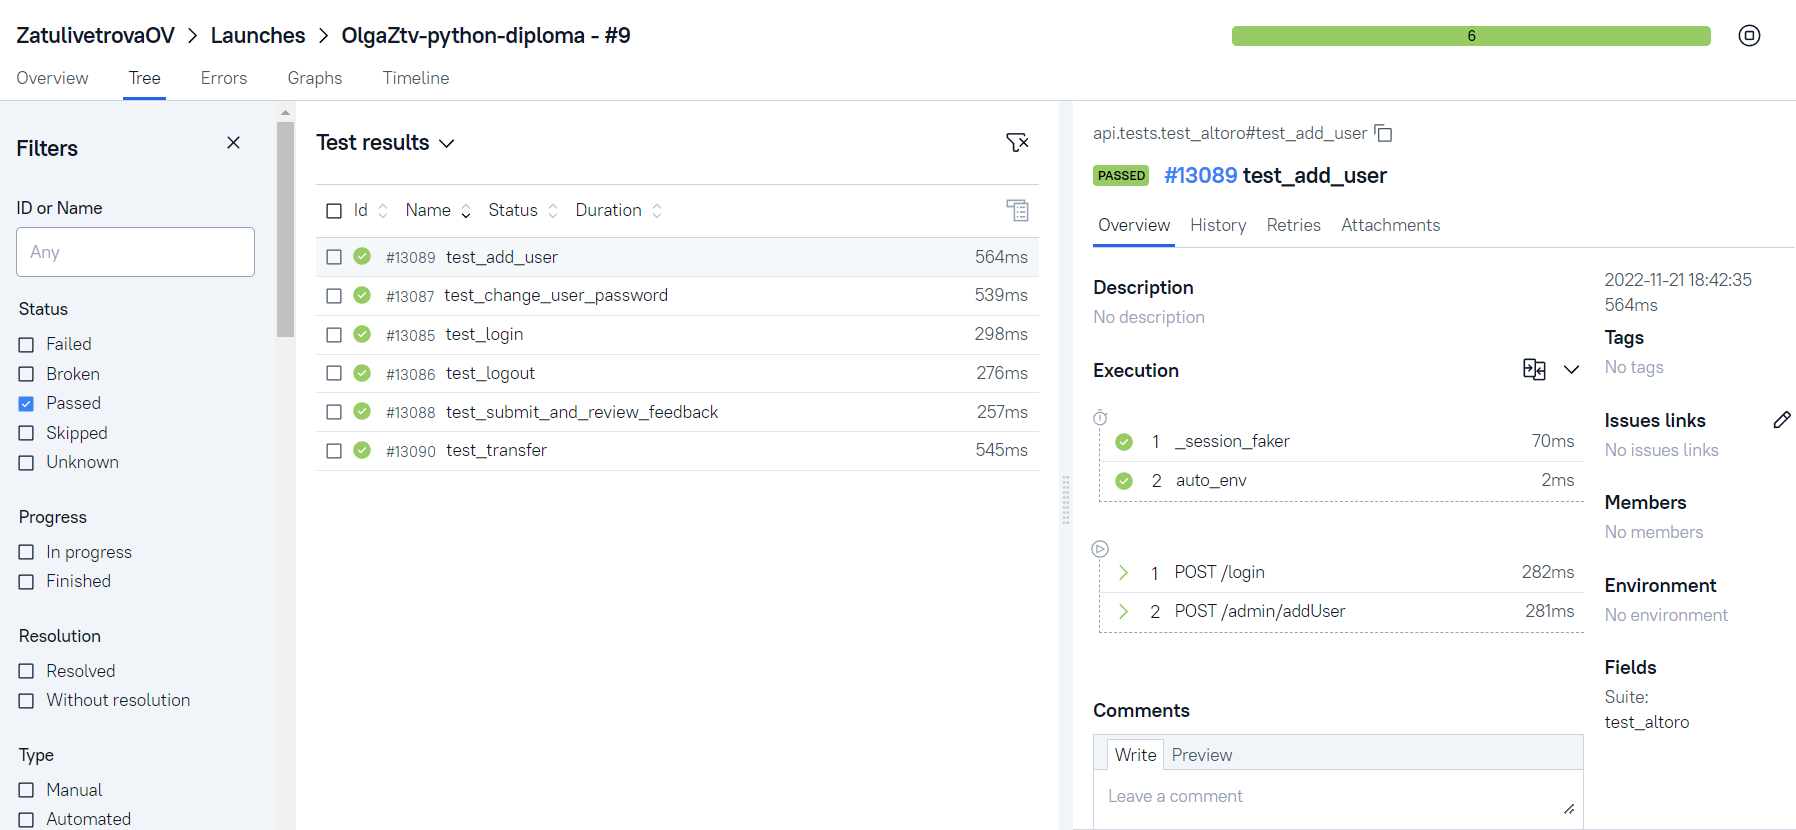 ZatulivetrovaOV > Launches > OlgaZtv-python-diploma - #9
6
Overview Tree Errors Graphs Timeline
Filters
ID or Name
Any
Status
Failed
Broken
Passed
Skipped
Unknown
Progress
In progress
Finished
Resolution
Resolved
Without resolution
Type
Manual
Automated
Test results
Id Name Status Duration
#13089 test_add_user 564ms
#13087 test_change_user_password 539ms
#13085 test_login 298ms
#13086 test_logout 276ms
#13088 test_submit_and_review_feedback 257ms
#13090 test_transfer 545ms
api.tests.test_altoro#test_add_user
PASSED #13089 test_add_user
Overview History Retries Attachments
Description
No description
Execution
1 _session_faker 70ms
2 auto_env 2ms
1 POST /login 282ms
2 POST /admin/addUser 281ms
Comments
Write Preview
Leave a comment
2022-11-21 18:42:35
564ms
Tags
No tags
Issues links
No issues links
Members
No members
Environment
No environment
Fields
Suite:
test_altoro